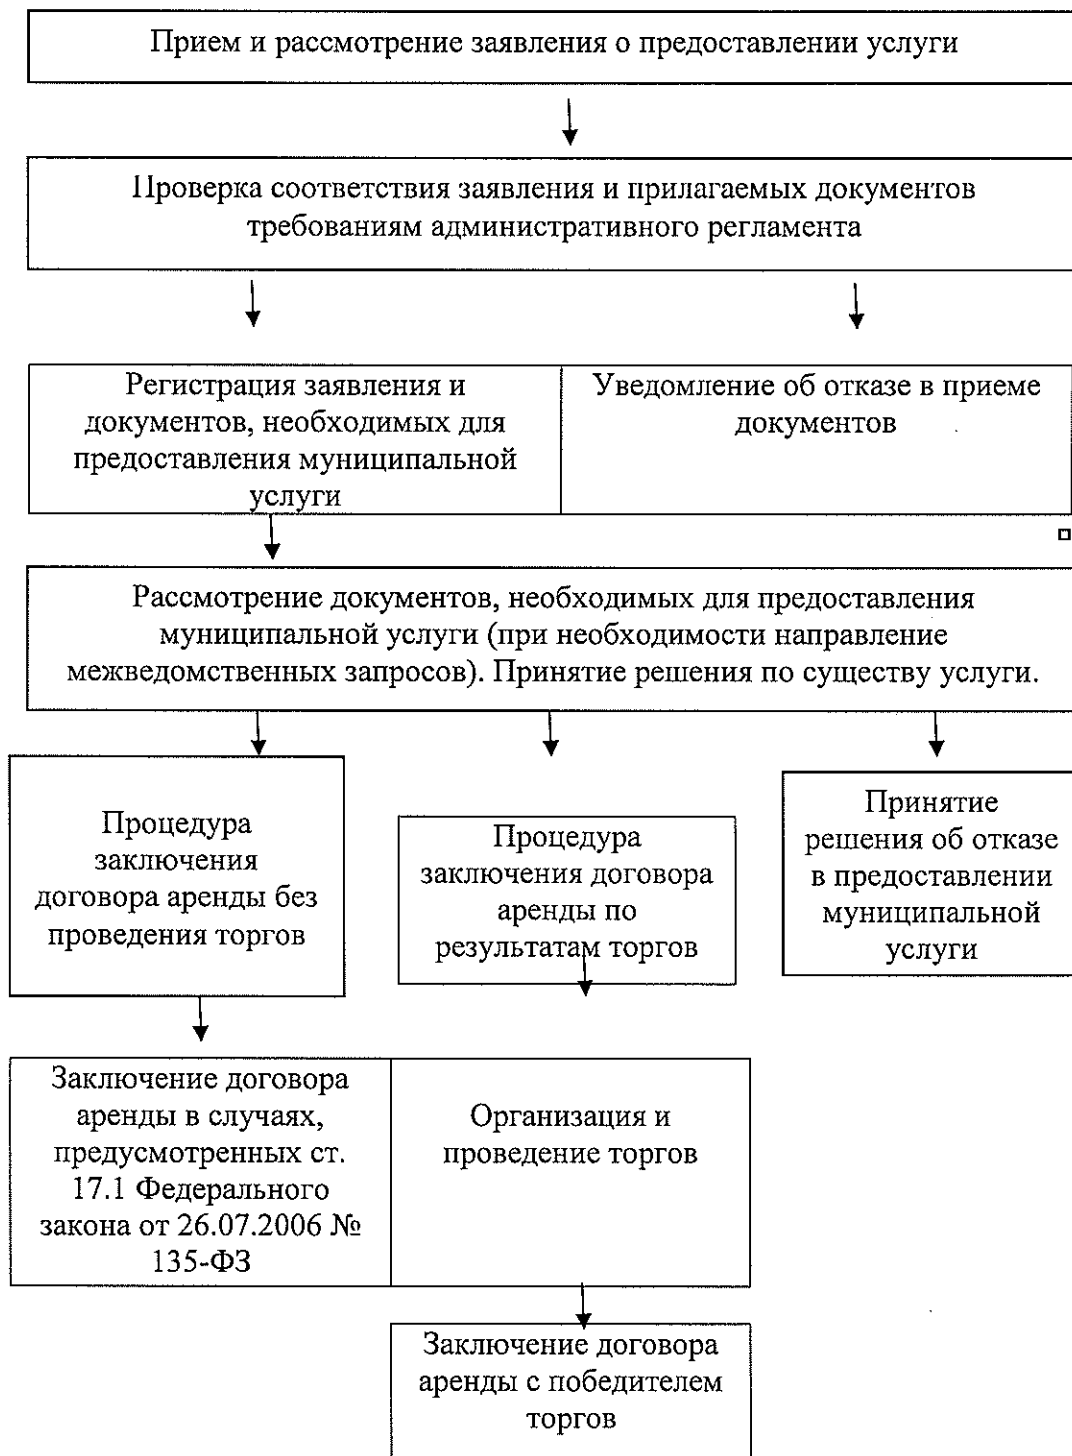 Прием и рассмотрение заявления о предоставлении услуги
Проверка соответствия заявления и прилагаемых документов
требованиям административного регламента
Регистрация заявления и
документов, необходимых для
предоставления муниципальной
услуги
Уведомление об отказе в приеме
документов
Рассмотрение документов, необходимых для предоставления
муниципальной услуги (при необходимости направление
межведомственных запросов). Принятие решения по существу услуги.
Процедура
заключения
договора аренды без
проведения торгов
Процедура
заключения договора
аренды по
результатам торгов
Принятие
решения об отказе
в предоставлении
муниципальной
услуги
Заключение договора
аренды в случаях,
предусмотренных ст.
17.1 Федерального
закона от 26.07.2006 №
135-ФЗ
Организация и
проведение торгов
Заключение договора
аренды с победителем
торгов